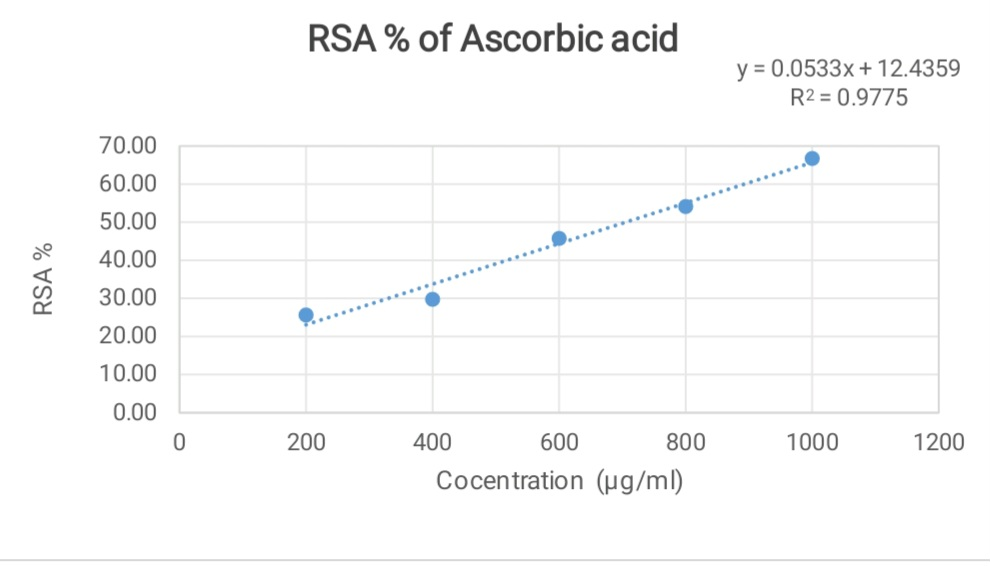 RSA % of Ascorbic acid
y = 0.0533x + 12.4359
R² = 0.9775
70.00
60.00
50.00
40.00
30.00
20.00
10.00
0.00
RSA %
0 200 400 600 800 1000 1200
Cocentration (µg/ml)